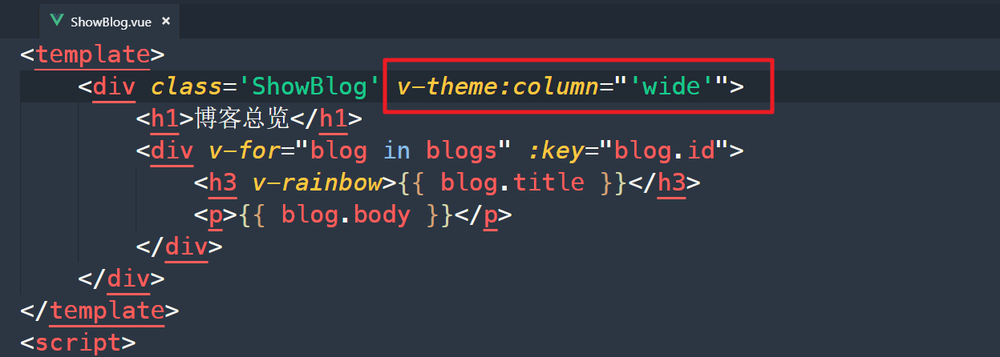 ShowBlog.vue ×
<template>
<div class='ShowBlog' v-theme:column="'wide'">
<h1>博客总览</h1>
<div v-for="blog in blogs" :key="blog.id">
<h3 v-rainbow>{{ blog.title }}</h3>
<p>{{ blog.body }}</p>
</div>
</div>
</template>
<script>